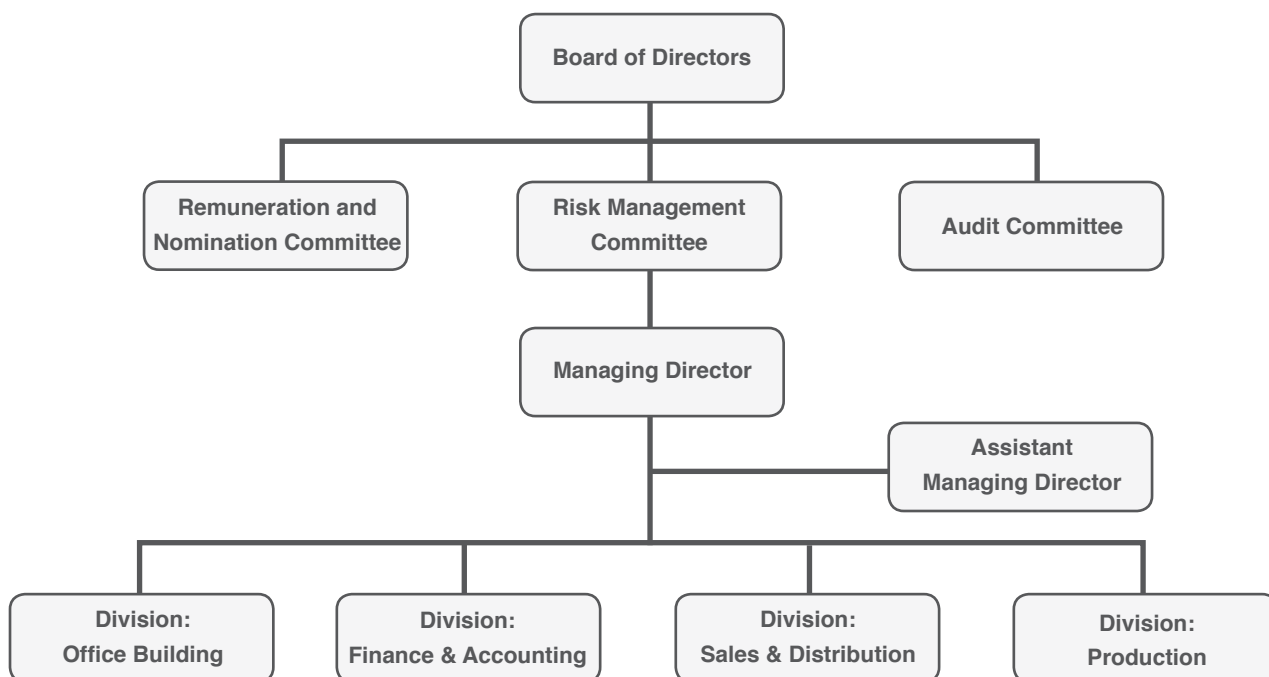 Board of Directors
Remuneration and
Nomination Committee
Risk Management
Committee
Audit Committee
Managing Director
Assistant
Managing Director
Division:
Office Building
Division:
Finance & Accounting
Division:
Sales & Distribution
Division:
Production